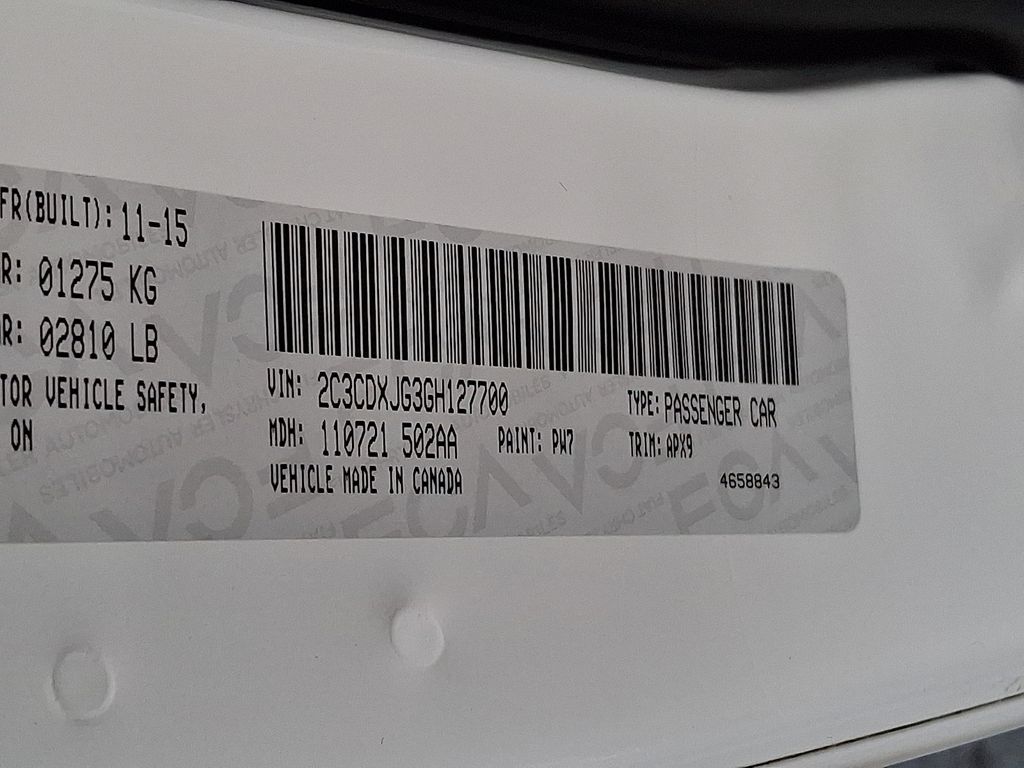 FR(BUILT): 11-15
R: 01275 KG
R: 02810 LB
TOR VEHICLE SAFETY,
ON
VIN: 2C3CDXJG3GH127700
TYPE: PASSENGER CAR
MDH: 110721 502AA PAINT: PW7 TRIM: APX9
VEHICLE MADE IN CANADA
4658843